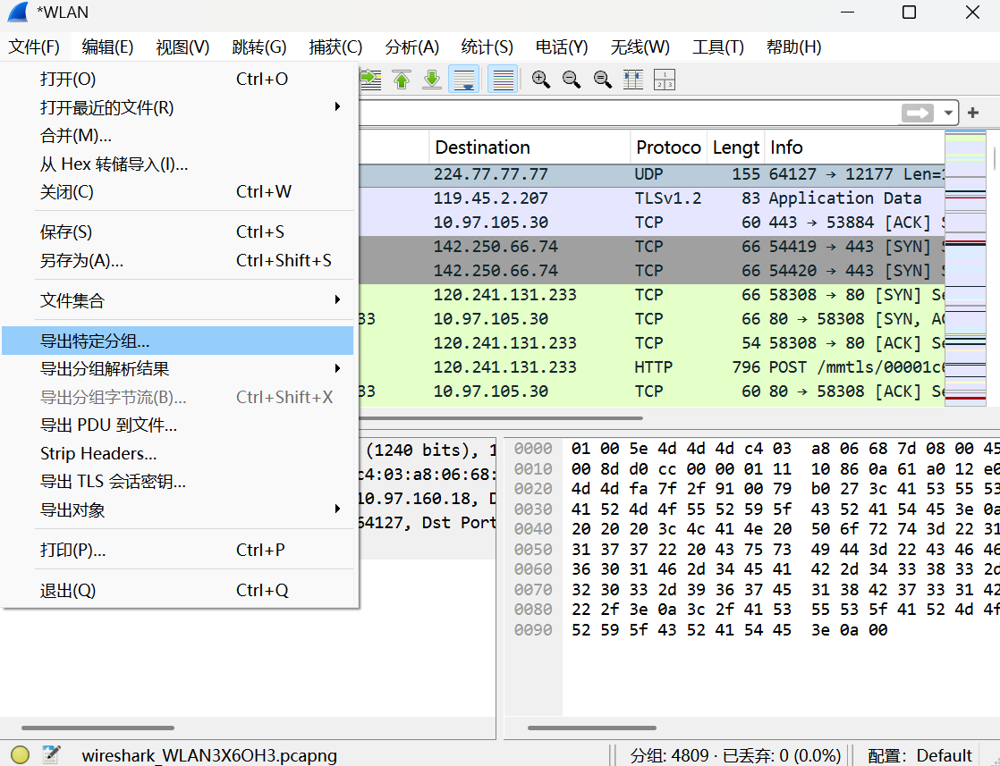 *WLAN
文件(F) 编辑(E) 视图(V) 跳转(G) 捕获(C) 分析(A) 统计(S) 电话(Y) 无线(W) 工具(T) 帮助(H)
打开(O) Ctrl+O
打开最近的文件(R)
合并(M)...
从 Hex 转储导入(I)...
关闭(C) Ctrl+W
保存(S) Ctrl+S
另存为(A)... Ctrl+Shift+S
文件集合
导出特定分组...
导出分组解析结果
导出分组字节流(B)... Ctrl+Shift+X
导出 PDU 到文件...
Strip Headers...
导出 TLS 会话密钥...
导出对象
打印(P)... Ctrl+P
退出(Q) Ctrl+Q
Destination Protoco Lengt Info
224.77.77.77 UDP 155 64127 → 12177 Len=
119.45.2.207 TLSv1.2 83 Application Data
10.97.105.30 TCP 60 443 → 53884 [ACK] S
142.250.66.74 TCP 66 54419 → 443 [SYN] S
142.250.66.74 TCP 66 54420 → 443 [SYN] S
120.241.131.233 TCP 66 58308 → 80 [SYN] Se
33 10.97.105.30 TCP 66 80 → 58308 [SYN, AC
120.241.131.233 TCP 54 58308 → 80 [ACK] Se
120.241.131.233 HTTP 796 POST /mmtls/00001c
33 10.97.105.30 TCP 60 80 → 58308 [ACK] Se
(1240 bits), 1
c4:03:a8:06:68:
10.97.160.18, D
64127, Dst Port
0000 01 00 5e 4d 4d 4d c4 03 a8 06 68 7d 08 00 45
0010 00 8d d0 cc 00 00 01 11 10 86 0a 61 a0 12 e0
0020 4d 4d fa 7f 2f 91 00 79 b0 27 3c 41 53 55 53
0030 41 52 4d 4f 55 52 59 5f 43 52 41 54 45 3e 0a
0040 20 20 20 3c 4c 41 4e 20 50 6f 72 74 3d 22 31
0050 31 37 37 22 20 43 75 73 49 44 3d 22 43 46 46
0060 36 30 31 46 2d 34 45 41 42 2d 34 33 38 33 2d
0070 32 30 33 2d 39 36 37 45 31 38 42 37 33 31 42
0080 22 2f 3e 0a 3c 2f 41 53 55 53 5f 41 52 4d 4f
0090 52 59 5f 43 52 41 54 45 3e 0a 00
wireshark_WLAN3X6OH3.pcapng 分组: 4809 · 已丢弃: 0 (0.0%) 配置: Default